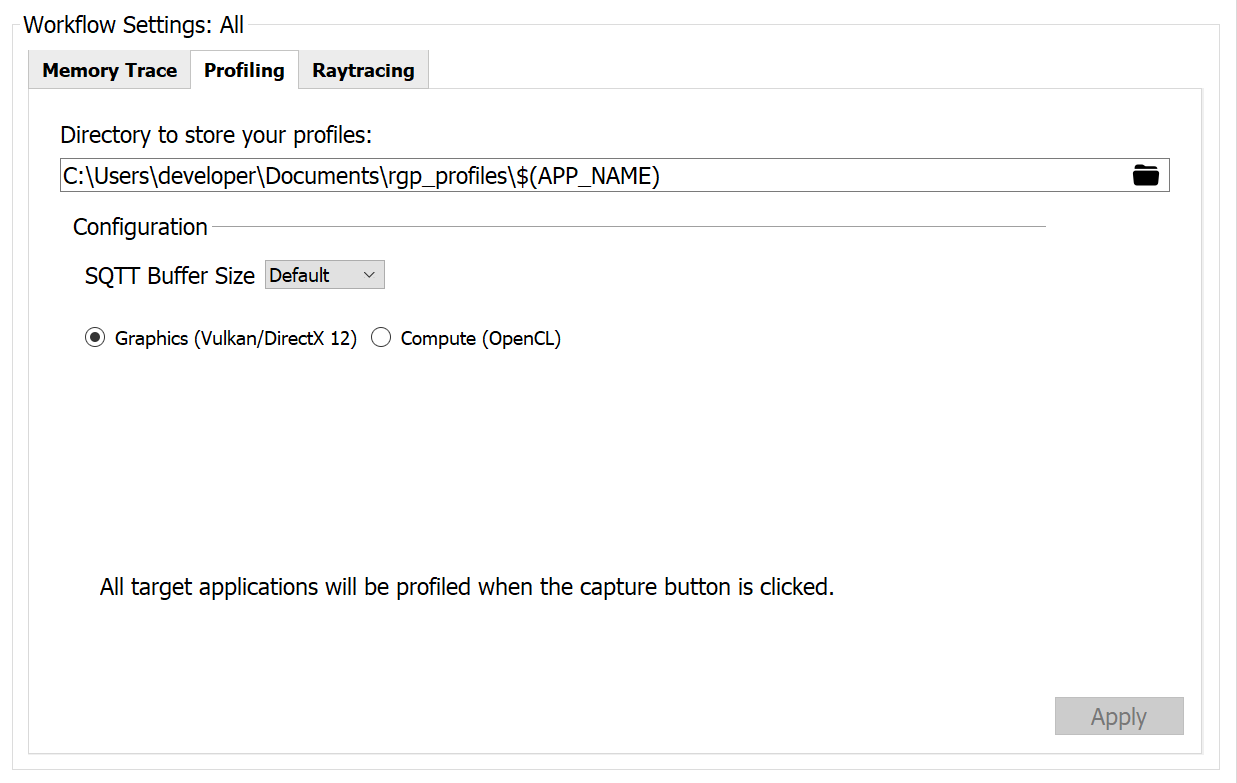 Workflow Settings: All
Memory Trace Profiling Raytracing
Directory to store your profiles:
C:\Users\developer\Documents\rgp_profiles\$(APP_NAME)
Configuration
SQTT Buffer Size Default
Graphics (Vulkan/DirectX 12) Compute (OpenCL)
All target applications will be profiled when the capture button is clicked.
Apply